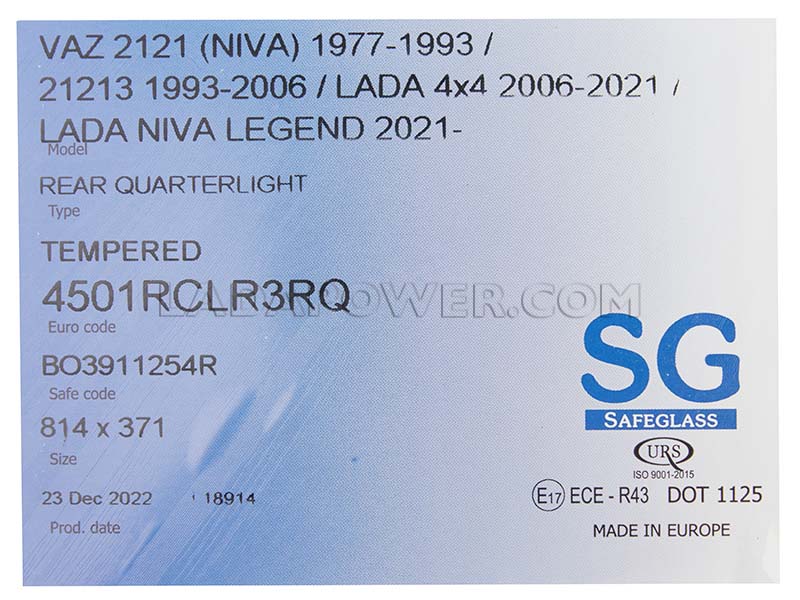 VAZ 2121 (NIVA) 1977-1993 /
21213 1993-2006 / LADA 4x4 2006-2021 /
LADA NIVA LEGEND 2021-
Model
REAR QUARTERLIGHT
Type
TEMPERED
4501RCLR3RQ
LADAPOWER.COM
Euro code
BO3911254R
Safe code
814 x 371
Size
23 Dec 2022 18914
Prod. date
SG
SAFEGLASS
URS
ISO 9001-2015
E17 ECE - R43 DOT 1125
MADE IN EUROPE